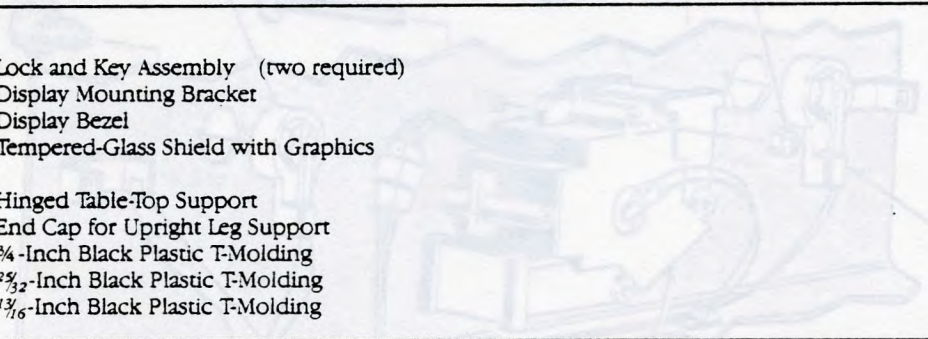 Lock and Key Assembly (two required)
Display Mounting Bracket
Display Bezel
Tempered-Glass Shield with Graphics
Hinged Table-Top Support
End Cap for Upright Leg Support
¾-Inch Black Plastic T-Molding
25/32-Inch Black Plastic T-Molding
13/16-Inch Black Plastic T-Molding